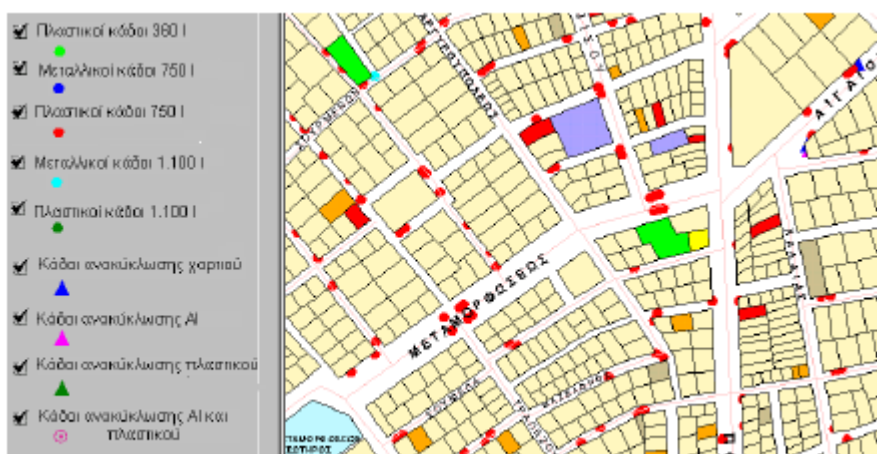 Πλαστικοί κάδοι 360 l
Μεταλλικοί κάδοι 750 l
Πλαστικοί κάδοι 750 l
Μεταλλικοί κάδοι 1.100 l
Πλαστικοί κάδοι 1.100 l
Κάδοι ανακύκλωσης χαρτιού
Κάδοι ανακύκλωσης Al
Κάδοι ανακύκλωσης πλαστικού
Κάδοι ανακύκλωσης Al και
πλαστικού
ΑΙΓΑΙΟΥ
ΜΕΤΑΜΟΡΦΩΣΕΩΣ
ΣΩΤΗΡΟΣ